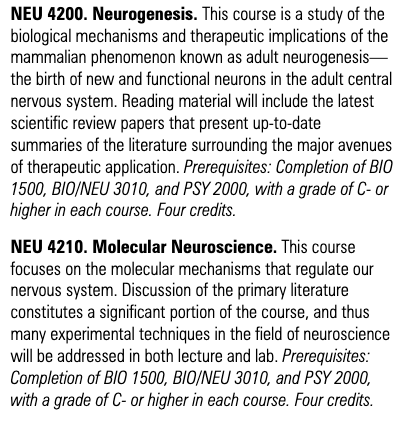 NEU 4200. Neurogenesis. This course is a study of the
biological mechanisms and therapeutic implications of the
mammalian phenomenon known as adult neurogenesis—
the birth of new and functional neurons in the adult central
nervous system. Reading material will include the latest
scientific review papers that present up-to-date
summaries of the literature surrounding the major avenues
of therapeutic application. Prerequisites: Completion of BIO
1500, BIO/NEU 3010, and PSY 2000, with a grade of C- or
higher in each course. Four credits.
NEU 4210. Molecular Neuroscience. This course
focuses on the molecular mechanisms that regulate our
nervous system. Discussion of the primary literature
constitutes a significant portion of the course, and thus
many experimental techniques in the field of neuroscience
will be addressed in both lecture and lab. Prerequisites:
Completion of BIO 1500, BIO/NEU 3010, and PSY 2000,
with a grade of C- or higher in each course. Four credits.